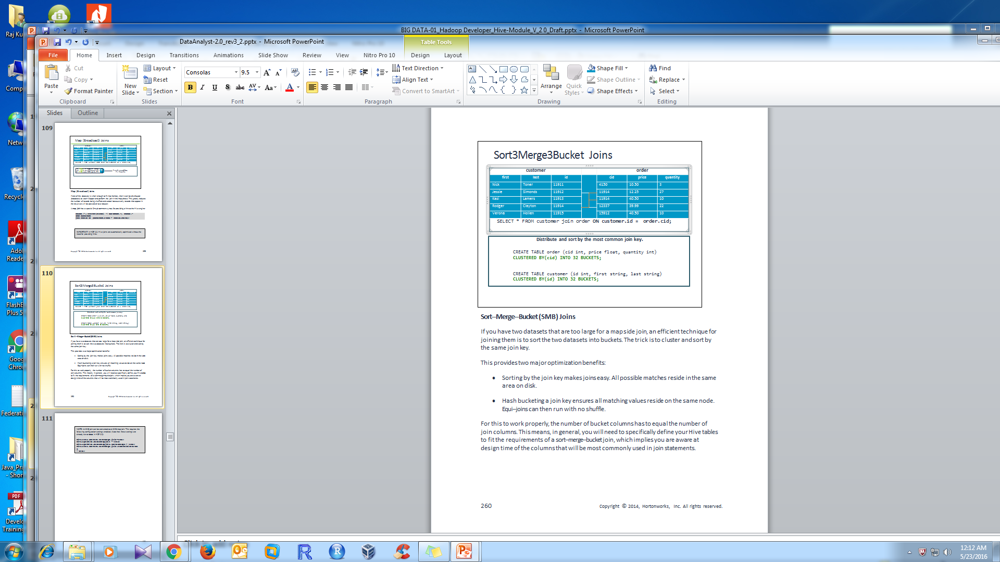 Raj Ku
BIG DATA-01_Hadoop Developer_Hive-Module_V_2 0_Draft.pptx - Microsoft PowerPoint
DataAnalyst-2.0_rev3_2.pptx - Microsoft PowerPoint
Table Tools
File Home Insert Design Transitions Animations Slide Show Review View Nitro Pro 10 Design Layout
Paste
Cut
Copy
Format Painter
Clipboard
New Slide
Layout
Reset
Section
Slides
Consolas 9.5
Font
Text Direction
Align Text
Convert to SmartArt
Paragraph
Arrange
Quick Styles
Shape Fill
Shape Outline
Shape Effects
Drawing
Find
Replace
Select
Editing
Comp
Netw
Recycl
Ado
Reade
FlashB
Plus 5
Goog
Chro
Federati
Java_Pra
- Shor
PDF
Develo
Training
Slides Outline
109
Map (Broadcast) Joins
110
Sort3Merge3Bucket Joins
111
Sort3Merge3Bucket Joins
customer order
first last id cid price quantity
Nick Toner 11911 4150 10.50 3
Jessie Simonds 11912 11914 12.25 27
Kasi Lamers 11913 11914 40.50 10
Rodger Clayton 11914 12337 39.99 22
Verona Hollen 11915 15912 40.50 10
SELECT * FROM customer join order ON customer.id = order.cid;
Distribute and sort by the most common join key.
CREATE TABLE order (cid int, price float, quantity int)
CLUSTERED BY(cid) INTO 32 BUCKETS;
CREATE TABLE customer (id int, first string, last string)
CLUSTERED BY(id) INTO 32 BUCKETS;
Sort--Merge--Bucket (SMB) Joins
If you have two datasets that are too large for a map side join, an efficient technique for
joining them is to sort the two datasets into buckets. The trick is to cluster and sort by
the same join key.
This provides two major optimization benefits:
• Sorting by the join key makes joins easy. All possible matches reside in the same
area on disk.
• Hash bucketing a join key ensures all matching values reside on the same node.
Equi--joins can then run with no shuffle.
For this to work properly, the number of bucket columns has to equal the number of
join columns. This means, in general, you will need to specifically define your Hive tables
to fit the requirements of a sort--merge--bucket join, which implies you are aware at
design time of the columns that will be most commonly used in join statements.
260
Copyright © 2014, Hortonworks, Inc. All rights reserved.
12:12 AM
5/23/2016